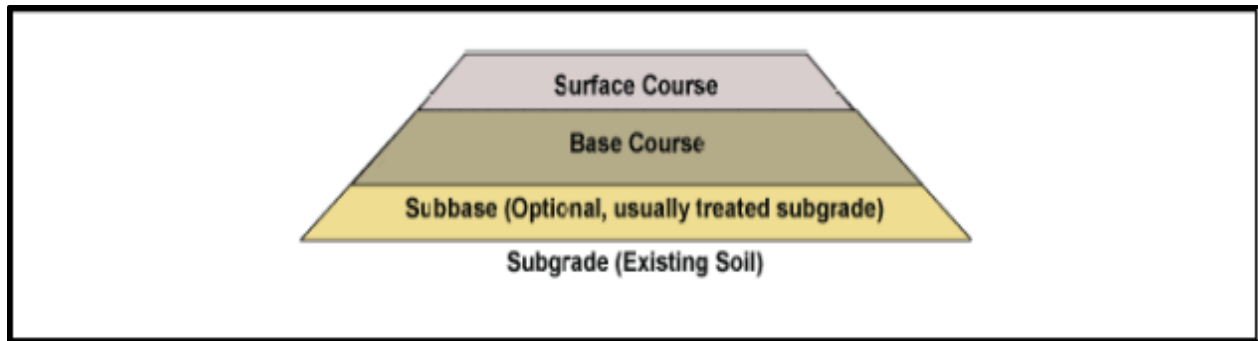 Surface Course
Base Course
Subbase (Optional, usually treated subgrade)
Subgrade (Existing Soil)